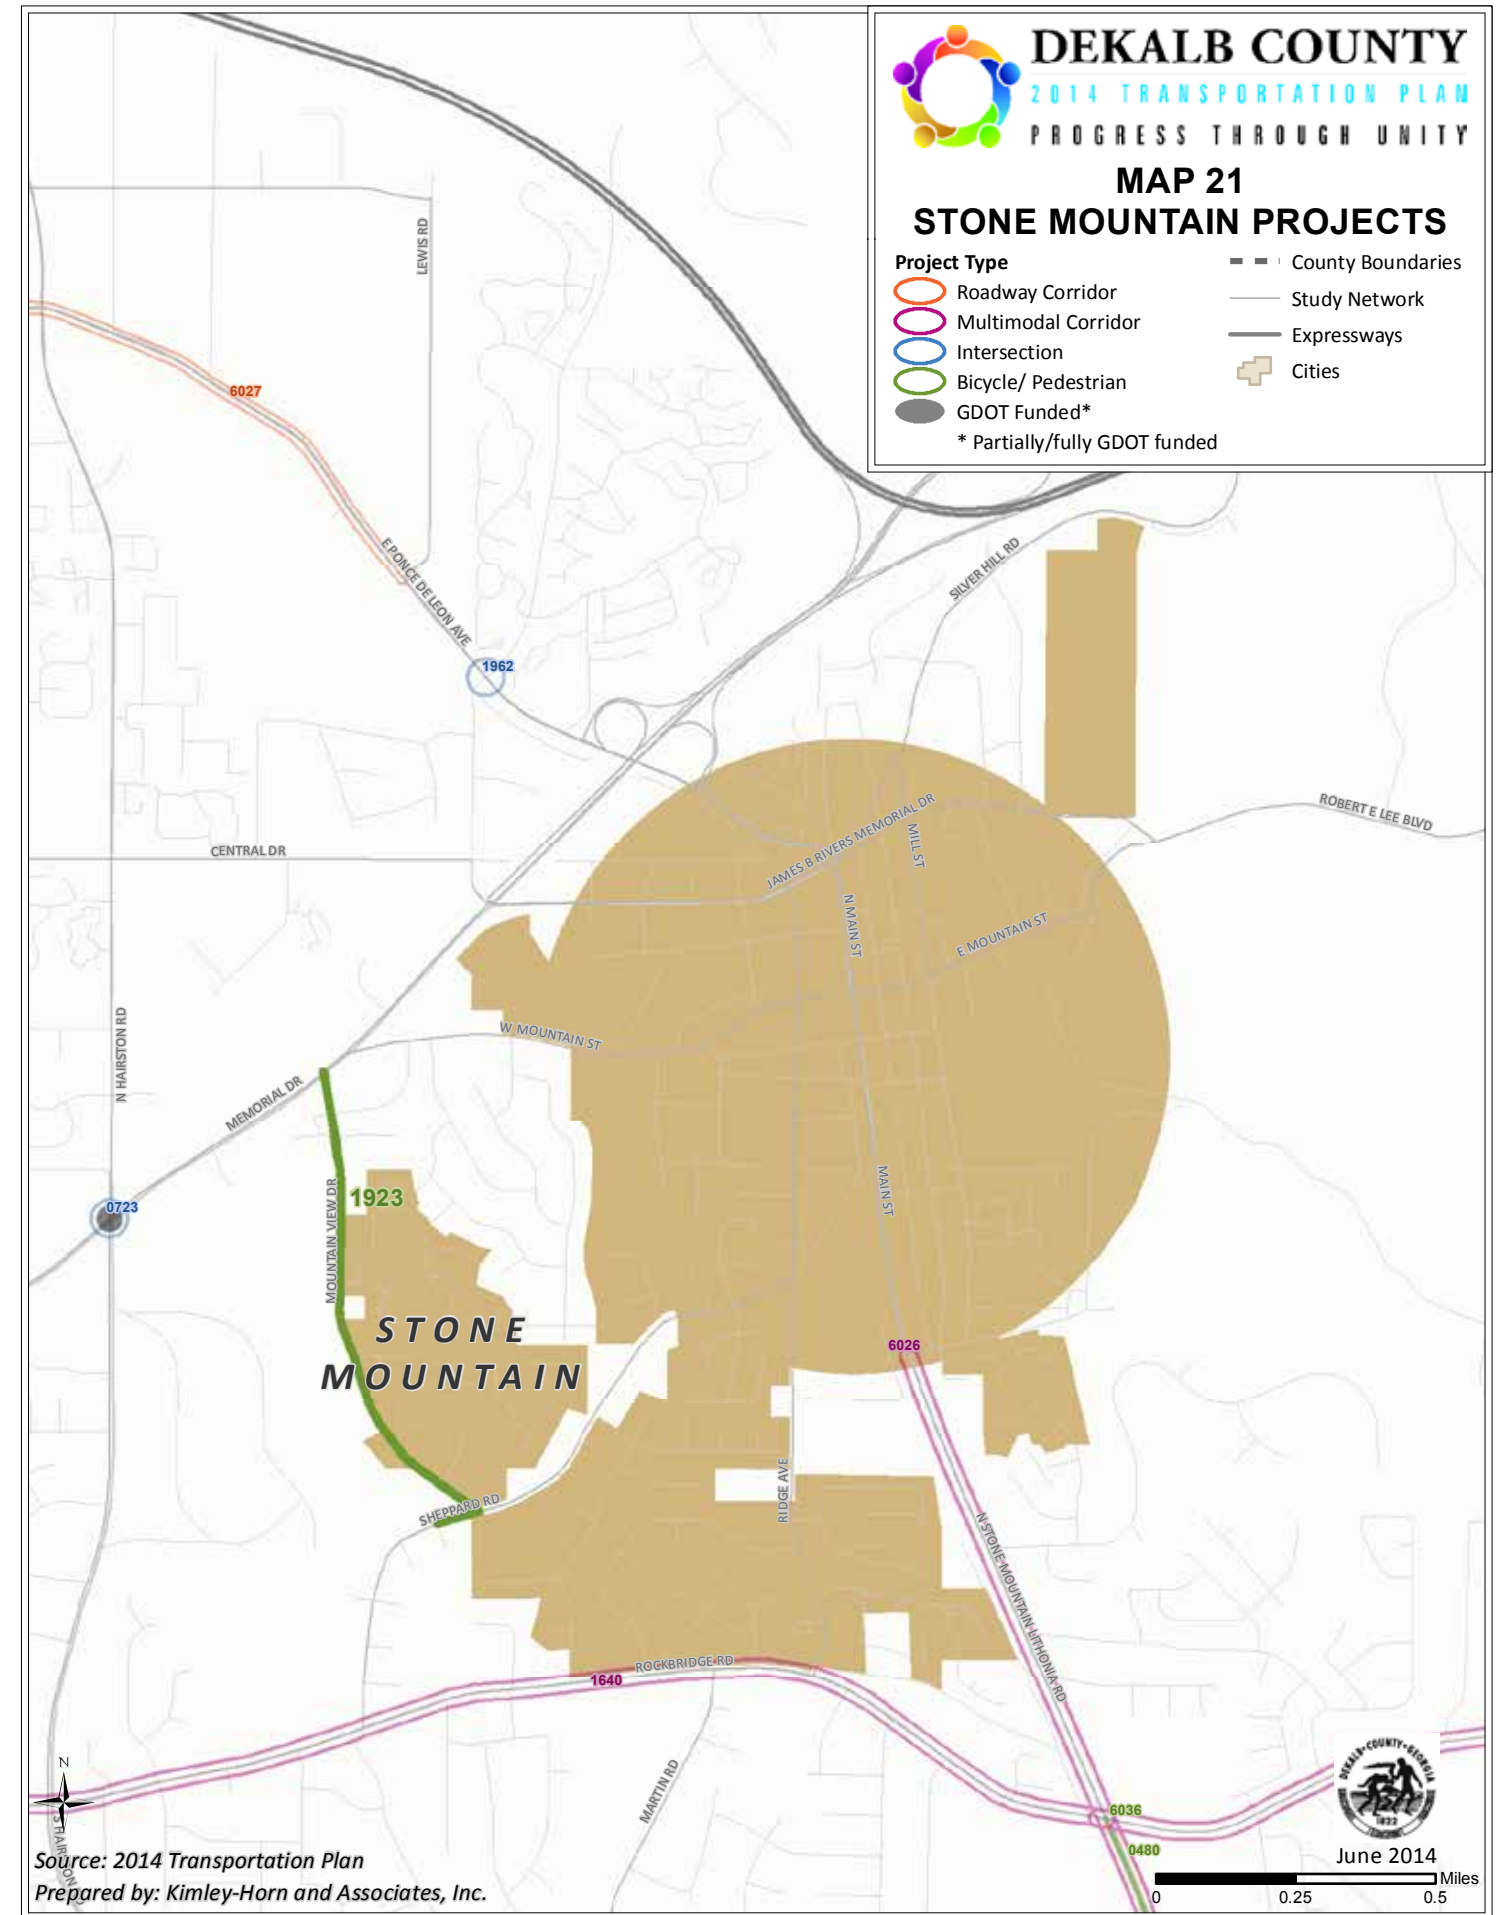 DEKALB COUNTY
2014 TRANSPORTATION PLAN
PROGRESS THROUGH UNITY
MAP 21
STONE MOUNTAIN PROJECTS
Project Type
Roadway Corridor
Multimodal Corridor
Intersection
Bicycle/ Pedestrian
GDOT Funded*
* Partially/fully GDOT funded
County Boundaries
Study Network
Expressways
Cities
LEWIS RD
6027
E PONCE DE LEON AVE
SILVER HILL RD
1962
ROBERT E LEE BLVD
JAMES B RIVERS MEMORIAL DR
MILL ST
CENTRAL DR
N MAIN ST
E MOUNTAIN ST
W MOUNTAIN ST
N HAIRSTON RD
MEMORIAL DR
MAIN ST
1923
0723
MOUNTAIN VIEW DR
STONE
MOUNTAIN
6026
RIDGE AVE
SHEPPARD RD
N STONE MOUNTAIN LITHONIA RD
ROCKBRIDGE RD
1640
MARTIN RD
N
6036
0480
DEKALB COUNTY GEORGIA
1822
June 2014
Source: 2014 Transportation Plan
Prepared by: Kimley-Horn and Associates, Inc.
Miles
0 0.25 0.5